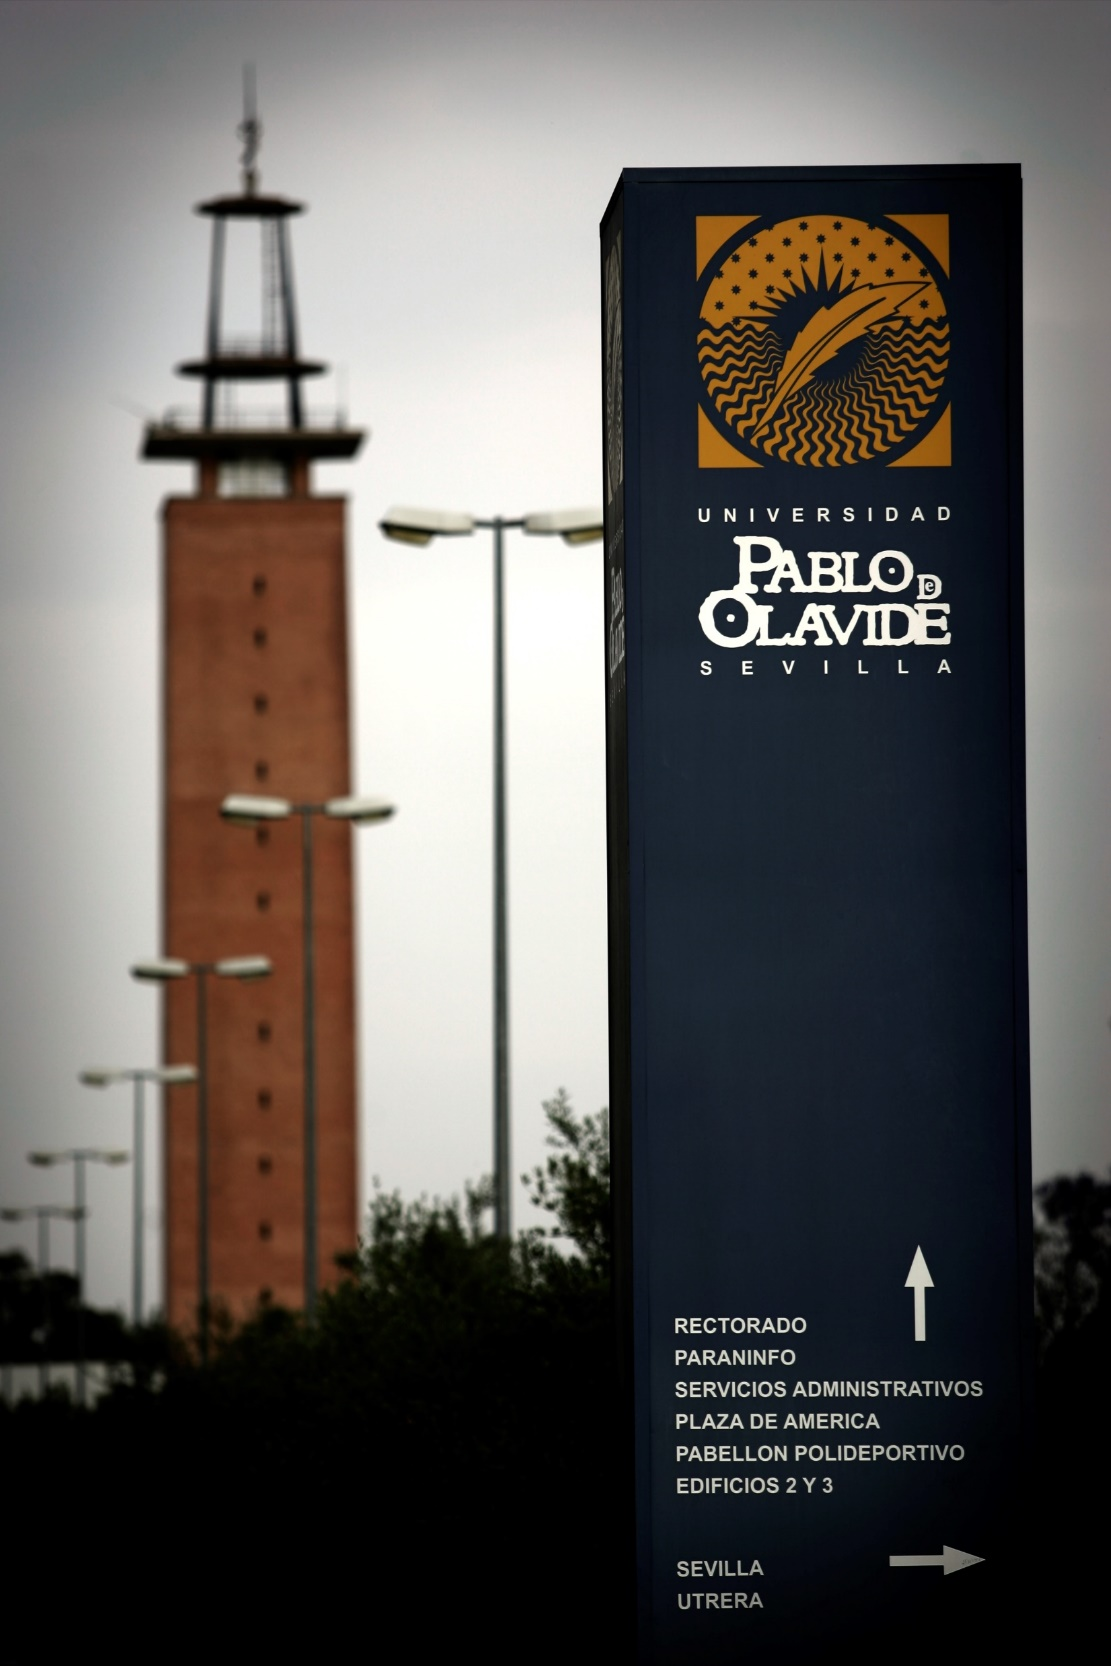 UNIVERSIDAD
PABLO DE
OLAVIDE
SEVILLA
RECTORADO
PARANINFO
SERVICIOS ADMINISTRATIVOS
PLAZA DE AMERICA
PABELLON POLIDEPORTIVO
EDIFICIOS 2 Y 3
SEVILLA
UTRERA